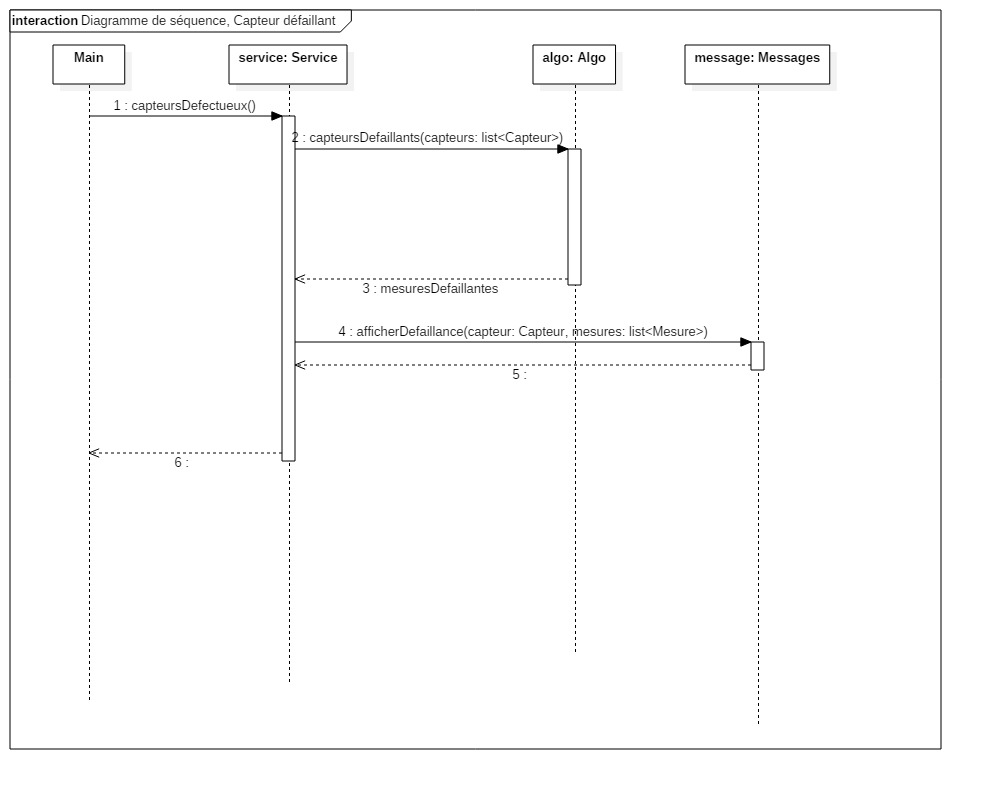 interaction Diagramme de séquence, Capteur défaillant
Main
service: Service
algo: Algo
message: Messages
1 : capteursDefectueux()
2 : capteursDefaillants(capteurs: list<Capteur>)
3 : mesuresDefaillantes
4 : afficherDefaillance(capteur: Capteur, mesures: list<Mesure>)
5 :
6 :